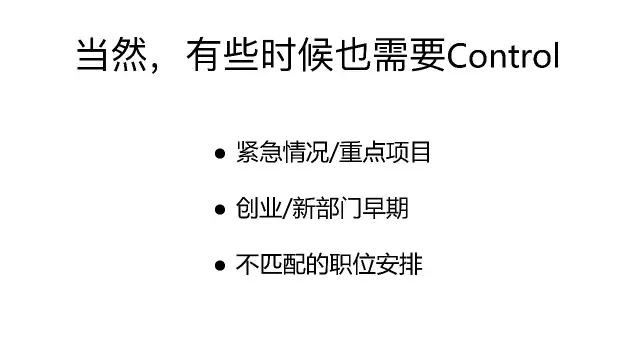 当然，有些时候也需要Control
● 紧急情况/重点项目
● 创业/新部门早期
● 不匹配的职位安排